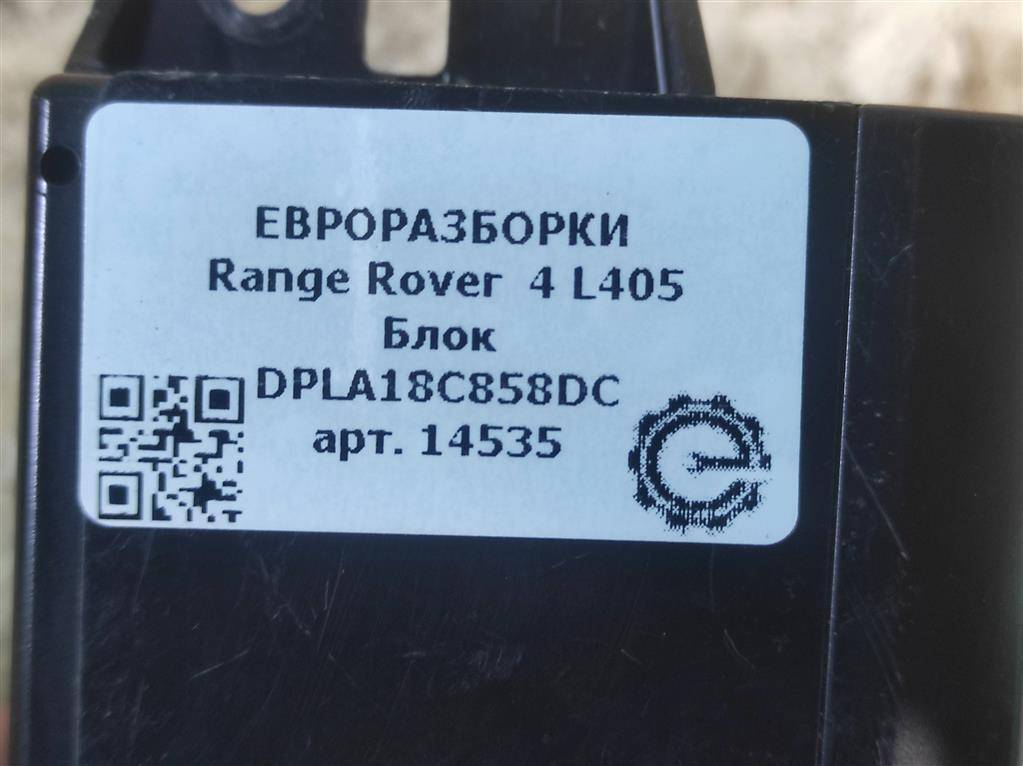 ЕВРОРАЗБОРКИ
Range Rover 4 L405
Блок
DPLA18C858DC
арт. 14535